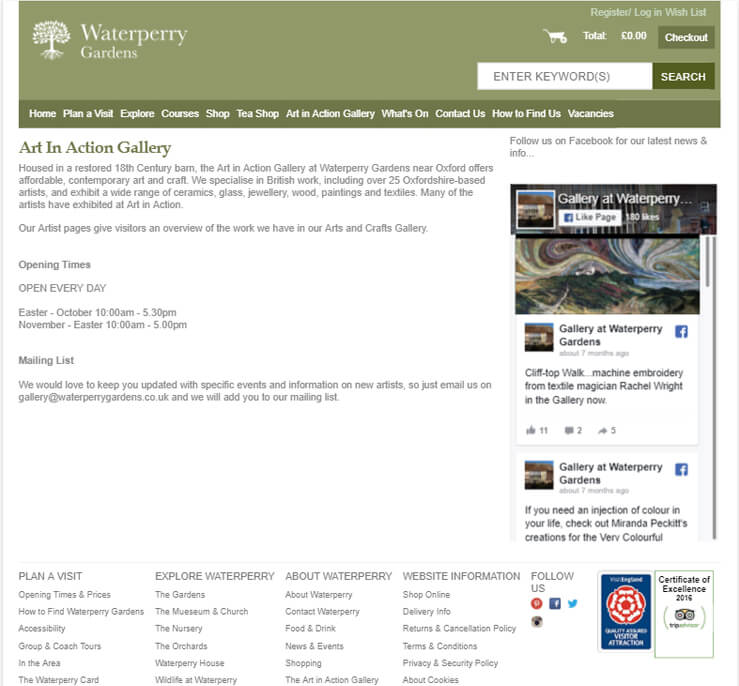 Register/ Log in Wish List
Waterperry
Gardens
Total: £0.00 Checkout
ENTER KEYWORD(S) SEARCH
Home Plan a Visit Explore Courses Shop Tea Shop Art in Action Gallery What's On Contact Us How to Find Us Vacancies
Art In Action Gallery
Housed in a restored 18th Century barn, the Art in Action Gallery at Waterperry Gardens near Oxford offers
affordable, contemporary art and craft. We specialise in British work, including over 25 Oxfordshire-based
artists, and exhibit a wide range of ceramics, glass, jewellery, wood, paintings and textiles. Many of the
artists have exhibited at Art in Action.
Our Artist pages give visitors an overview of the work we have in our Arts and Crafts Gallery.
Opening Times
OPEN EVERY DAY
Easter - October 10:00am - 5.30pm
November - Easter 10:00am - 5.00pm
Mailing List
We would love to keep you updated with specific events and information on new artists, so just email us on
gallery@waterperrygardens.co.uk and we will add you to our mailing list.
Follow us on Facebook for our latest news &
info...
Gallery at Waterperry...
Like Page 180 likes
Gallery at Waterperry
Gardens
about 7 months ago
Cliff-top Walk...machine embroidery
from textile magician Rachel Wright
in the Gallery now.
11 2 5
Gallery at Waterperry
Gardens
about 7 months ago
If you need an injection of colour in
your life, check out Miranda Peckitt's
creations for the Very Colourful
PLAN A VISIT
Opening Times & Prices
How to Find Waterperry Gardens
Accessibility
Group & Coach Tours
In the Area
The Waterperry Card
EXPLORE WATERPERRY
The Gardens
The Mueseum & Church
The Nursery
The Orchards
Waterperry House
Wildlife at Waterperry
ABOUT WATERPERRY
About Waterperry
Contact Waterperry
Food & Drink
News & Events
Shopping
The Art in Action Gallery
WEBSITE INFORMATION
Shop Online
Delivery Info
Returns & Cancellation Policy
Terms & Conditions
Privacy & Security Policy
About Cookies
FOLLOW
US
VisitEngland
QUALITY ASSURED
VISITOR
ATTRACTION
Certificate of
Excellence
2016
tripadvisor